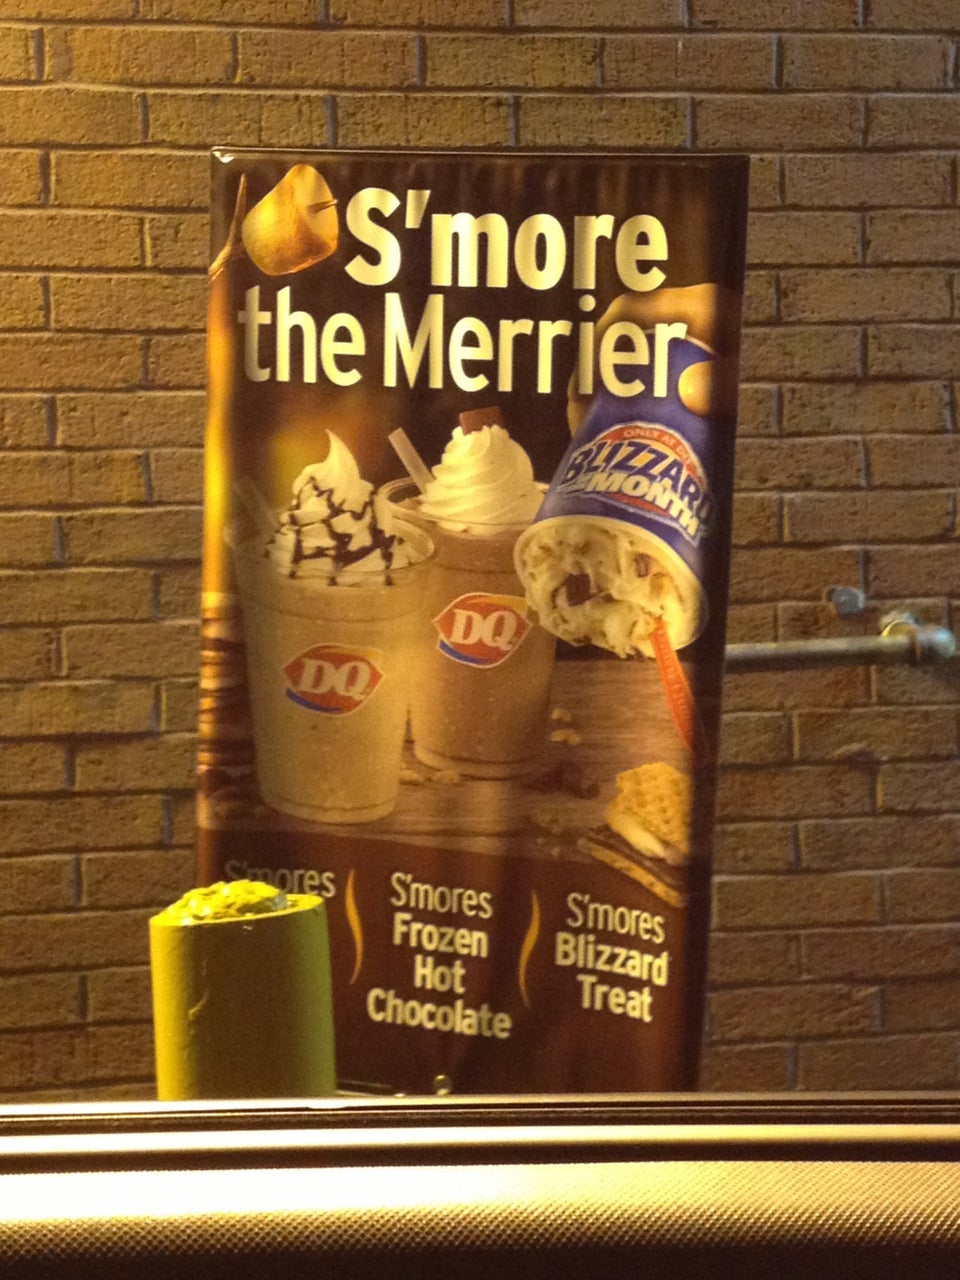 S'more
the Merrier
ONLY AT DQ
BLIZZARD
OF THE
MONTH
DQ
DQ
S'mores
S'mores
Frozen
Hot
Chocolate
S'mores
Blizzard
Treat